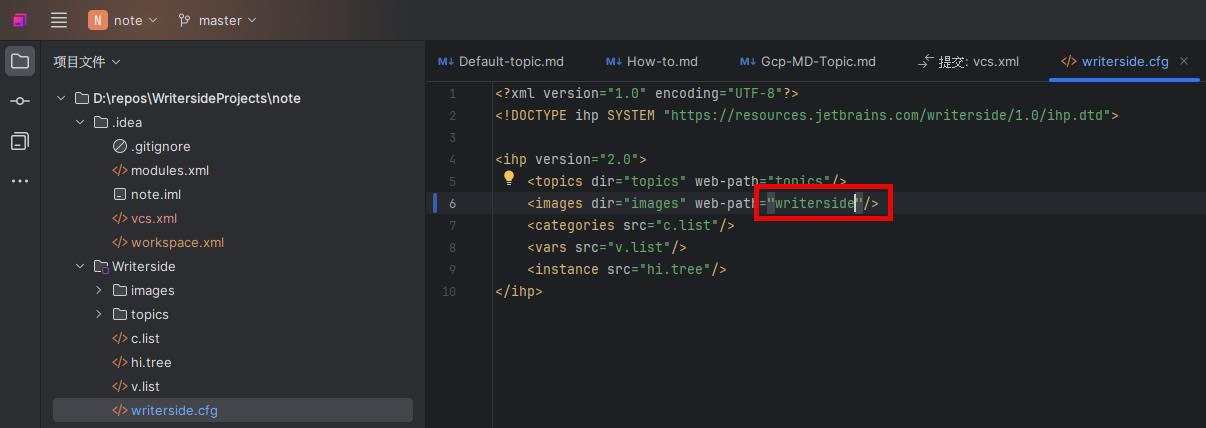 N note master
项目文件
D:\repos\WritersideProjects\note
.idea
.gitignore
modules.xml
note.iml
vcs.xml
workspace.xml
Writerside
images
topics
c.list
hi.tree
v.list
writerside.cfg
Default-topic.md How-to.md Gcp-MD-Topic.md 提交: vcs.xml writerside.cfg
1 <?xml version="1.0" encoding="UTF-8"?>
2 <!DOCTYPE ihp SYSTEM "https://resources.jetbrains.com/writerside/1.0/ihp.dtd">
3
4 <ihp version="2.0">
5 <topics dir="topics" web-path="topics"/>
6 <images dir="images" web-path="writerside"/>
7 <categories src="c.list"/>
8 <vars src="v.list"/>
9 <instance src="hi.tree"/>
10 </ihp>